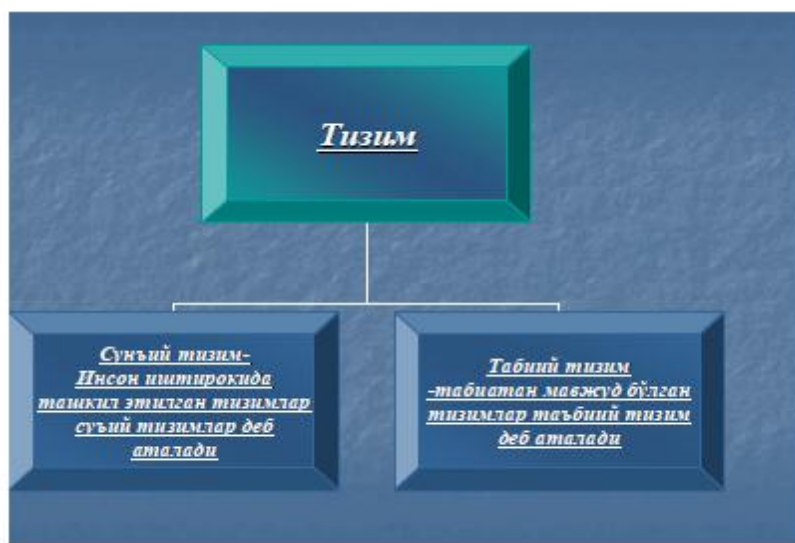 Тизим
Сунъий тизим-
Инсон иштирокида
ташкил этилган тизимлар
суъий тизимлар деб
аталади
Табиий тизим
-табиатан мавжуд бўлган
тизимлар таъбиий тизим
деб аталади